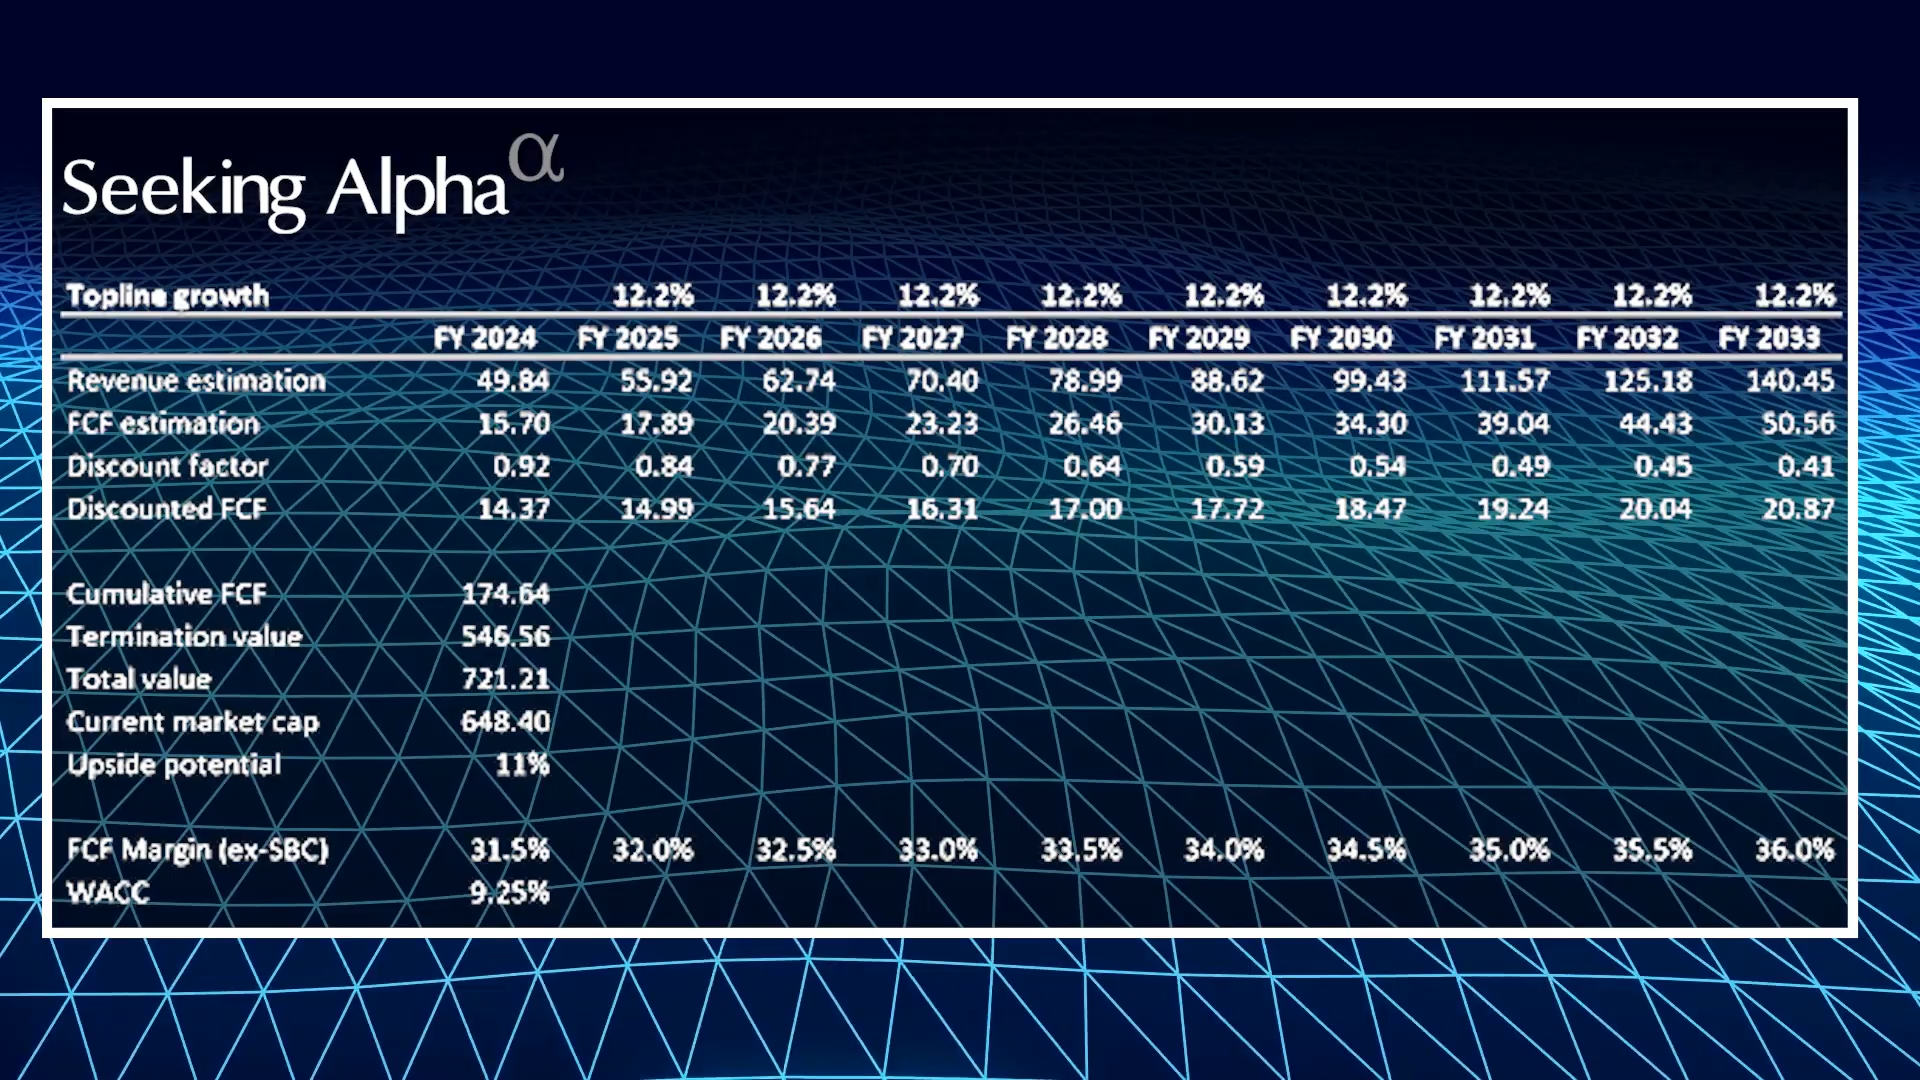 Seeking Alpha α
Topline growth 12.2% 12.2% 12.2% 12.2% 12.2% 12.2% 12.2% 12.2% 12.2%
FY 2024 FY 2025 FY 2026 FY 2027 FY 2028 FY 2029 FY 2030 FY 2031 FY 2032 FY 2033
Revenue estimation 49.84 55.92 62.74 70.40 78.99 88.62 99.43 111.57 125.18 140.45
FCF estimation 15.70 17.89 20.39 23.23 26.46 30.13 34.30 39.04 44.43 50.56
Discount factor 0.92 0.84 0.77 0.70 0.64 0.59 0.54 0.49 0.45 0.41
Discounted FCF 14.37 14.99 15.64 16.31 17.00 17.72 18.47 19.24 20.04 20.87
Cumulative FCF 174.64
Termination value 546.56
Total value 721.21
Current market cap 648.40
Upside potential 11%
FCF Margin (ex-SBC) 31.5% 32.0% 32.5% 33.0% 33.5% 34.0% 34.5% 35.0% 35.5% 36.0%
WACC 9.25%